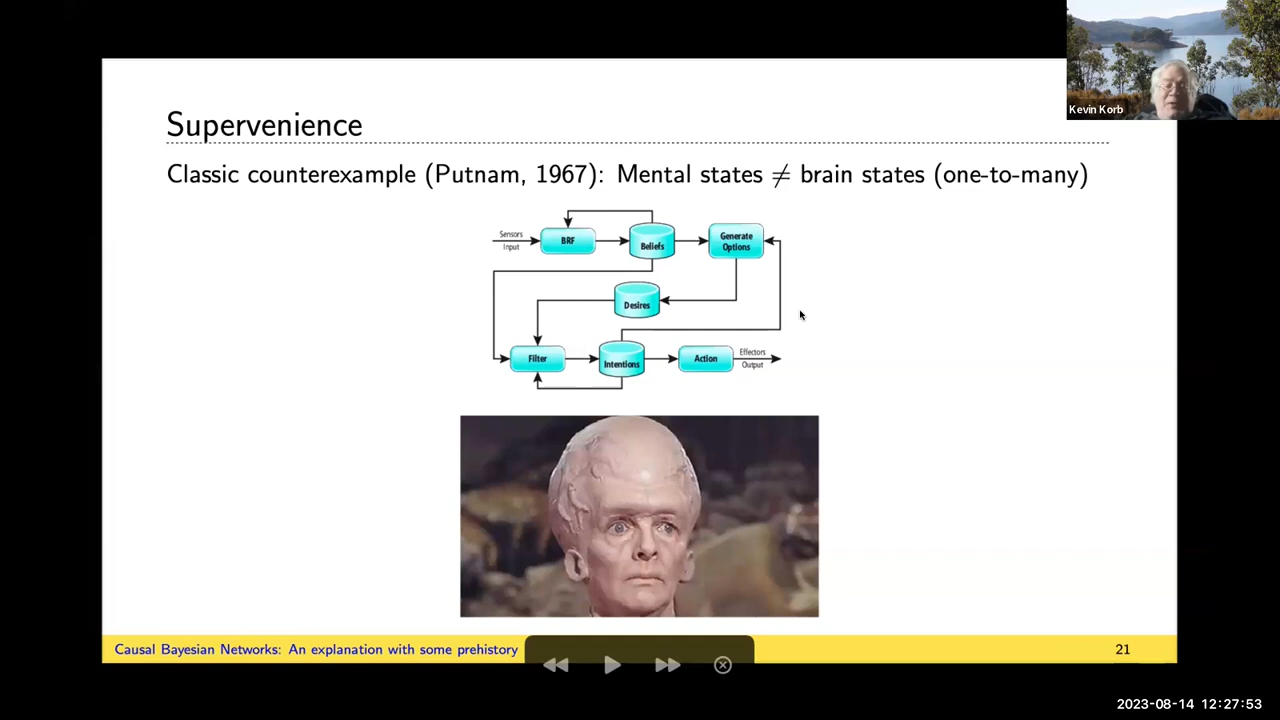 Kevin Korb
Supervenience
Classic counterexample (Putnam, 1967): Mental states ≠ brain states (one-to-many)
Sensors
Input
BRF
Beliefs
Generate
Options
Desires
Filter
Intentions
Action
Effectors
Output
Causal Bayesian Networks: An explanation with some prehistory
21
2023-08-14 12:27:53